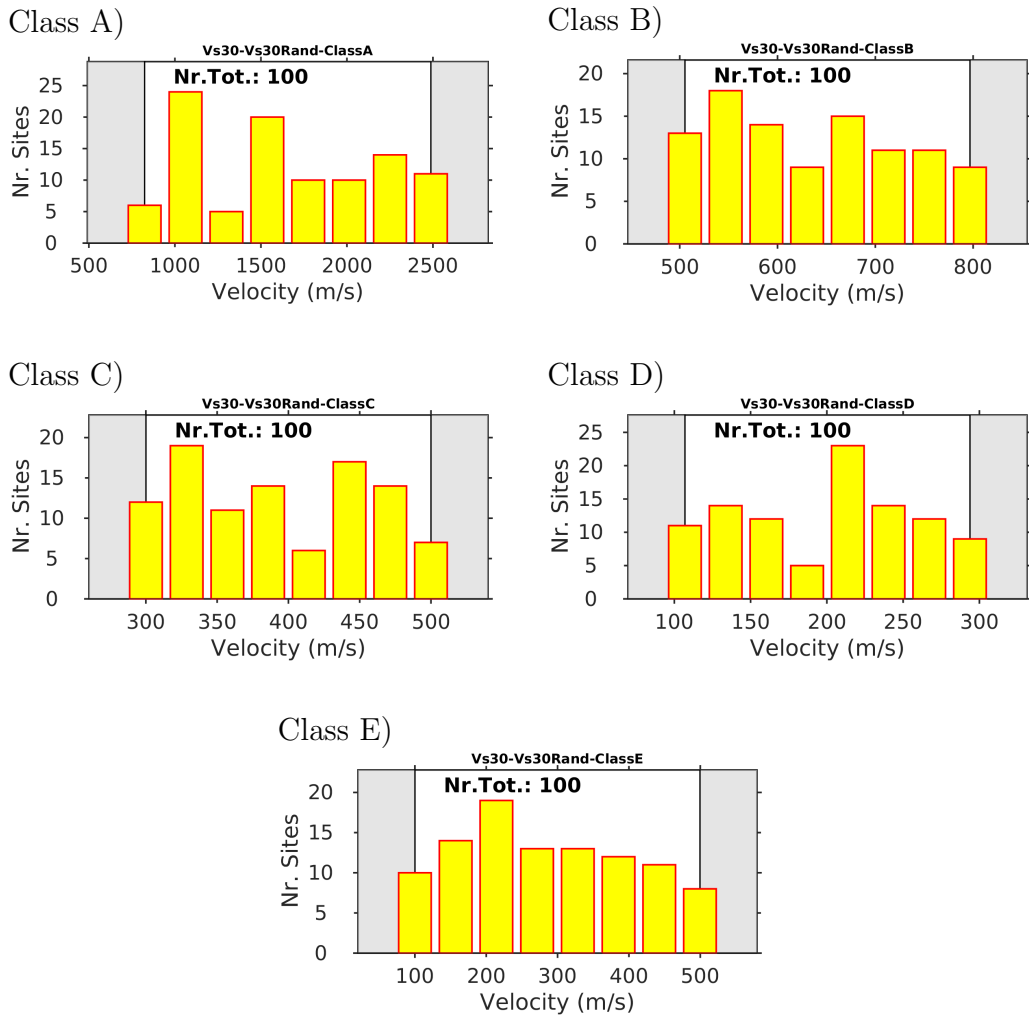 Class A)
Vs30-Vs30Rand-ClassA
Nr.Tot.: 100
Nr. Sites
25
20
15
10
5
0
500 1000 1500 2000 2500
Velocity (m/s)
Class B)
Vs30-Vs30Rand-ClassB
Nr.Tot.: 100
Nr. Sites
20
15
10
5
0
500 600 700 800
Velocity (m/s)
Class C)
Vs30-Vs30Rand-ClassC
Nr.Tot.: 100
Nr. Sites
20
15
10
5
0
300 350 400 450 500
Velocity (m/s)
Class D)
Vs30-Vs30Rand-ClassD
Nr.Tot.: 100
Nr. Sites
25
20
15
10
5
0
100 150 200 250 300
Velocity (m/s)
Class E)
Vs30-Vs30Rand-ClassE
Nr.Tot.: 100
Nr. Sites
20
15
10
5
0
100 200 300 400 500
Velocity (m/s)